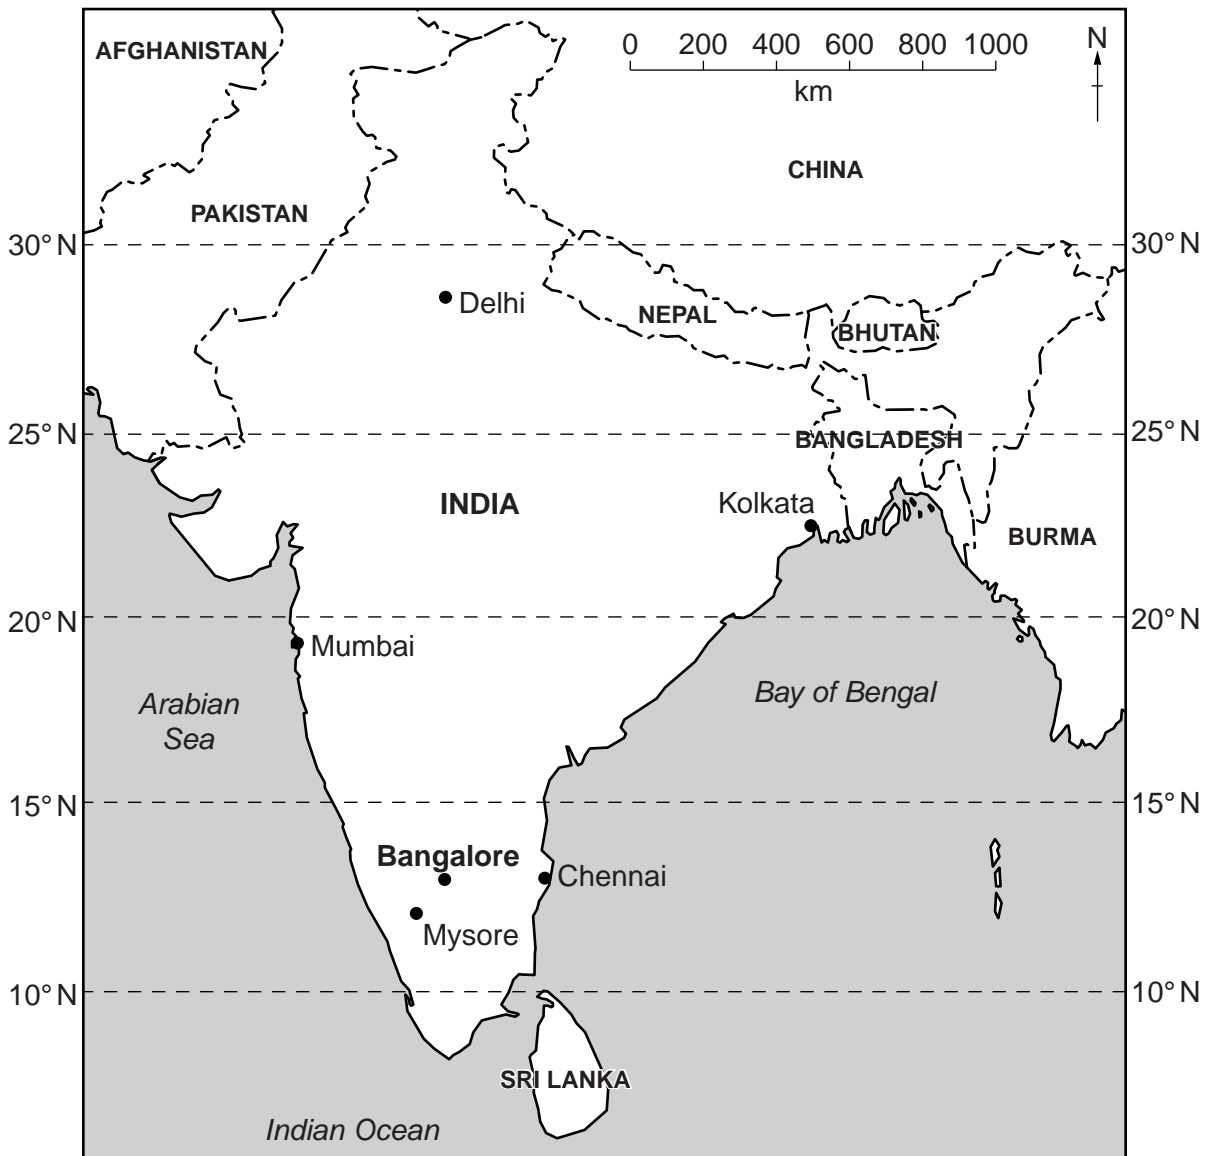 AFGHANISTAN
0 200 400 600 800 1000
km
N
CHINA
PAKISTAN
30° N
30° N
Delhi
NEPAL
BHUTAN
25° N
25° N
BANGLADESH
INDIA
Kolkata
BURMA
20° N
20° N
Mumbai
Arabian
Sea
Bay of Bengal
15° N
15° N
Bangalore
Chennai
Mysore
10° N
10° N
SRI LANKA
Indian Ocean